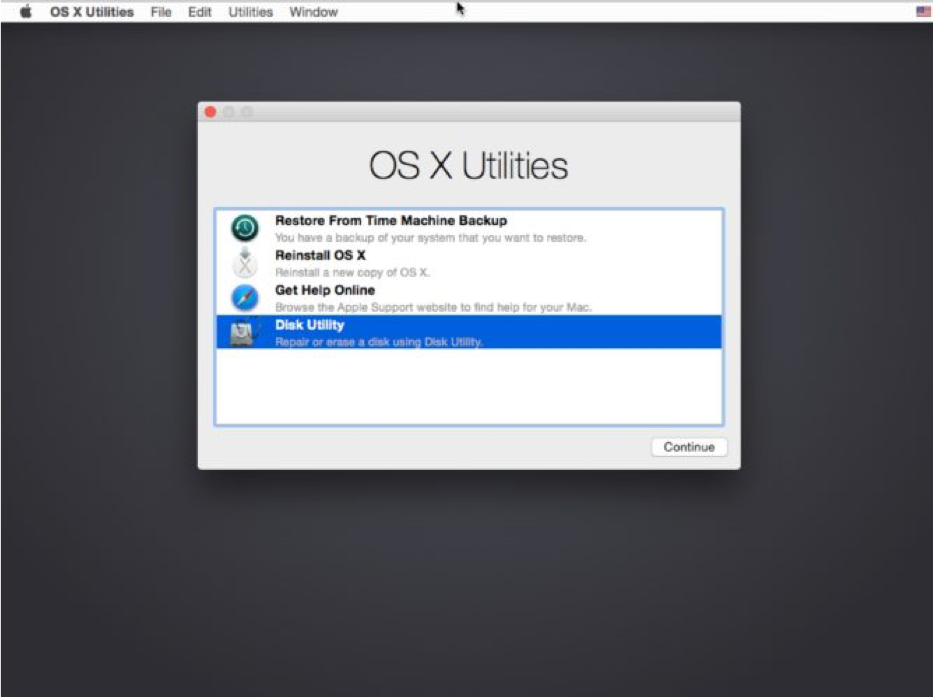 OS X Utilities File Edit Utilities Window
OS X Utilities
Restore From Time Machine Backup
You have a backup of your system that you want to restore.
Reinstall OS X
Reinstall a new copy of OS X.
Get Help Online
Browse the Apple Support website to find help for your Mac.
Disk Utility
Repair or erase a disk using Disk Utility.
Continue